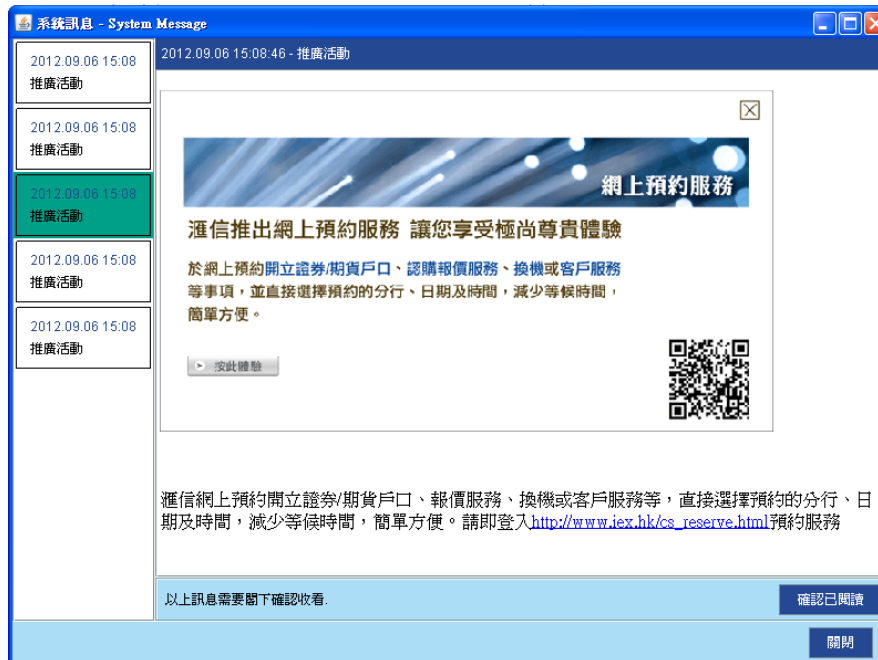 系統訊息 - System Message
2012.09.06 15:08
推廣活動
2012.09.06 15:08
推廣活動
2012.09.06 15:08
推廣活動
2012.09.06 15:08
推廣活動
2012.09.06 15:08
推廣活動
2012.09.06 15:08:46 - 推廣活動
網上預約服務
滙信推出網上預約服務 讓您享受極尚尊貴體驗
於網上預約開立證券/期貨戶口、認購報價服務、換機或客戶服務
等事項，並直接選擇預約的分行、日期及時間，減少等候時間，
簡單方便。
按此體驗
滙信網上預約開立證券/期貨戶口、報價服務、換機或客戶服務等，直接選擇預約的分行、日
期及時間，減少等侯時間，簡單方便。請即登入http://www.iex.hk/cs_reserve.html預約服務
以上訊息需要閣下確認收看.
確認已閱讀
關閉